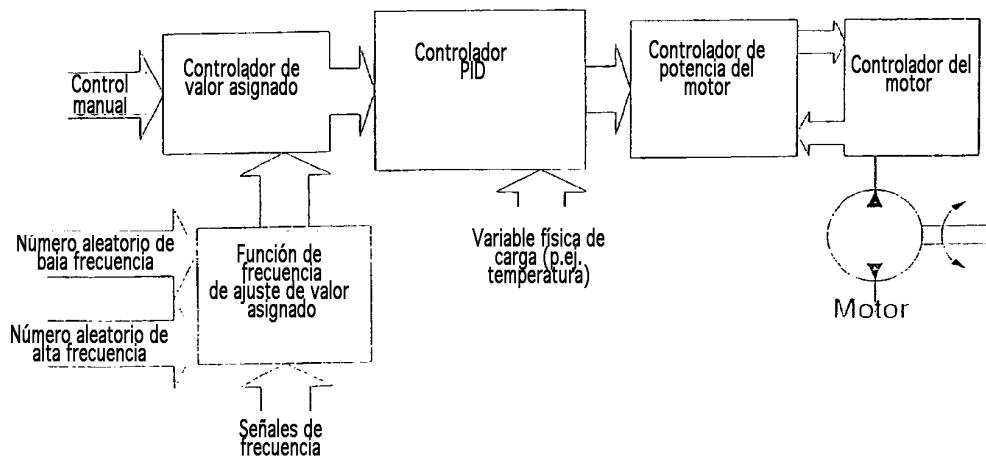 Control
manual
Controlador de
valor asignado
Controlador
PID
Controlador de
potencia del
motor
Controlador del
motor
Número aleatorio de
baja frecuencia
Número aleatorio de
alta frecuencia
Función de
frecuencia
de ajuste de valor
asignado
Señales de
frecuencia
Variable física de
carga (p.ej.
temperatura)
Motor